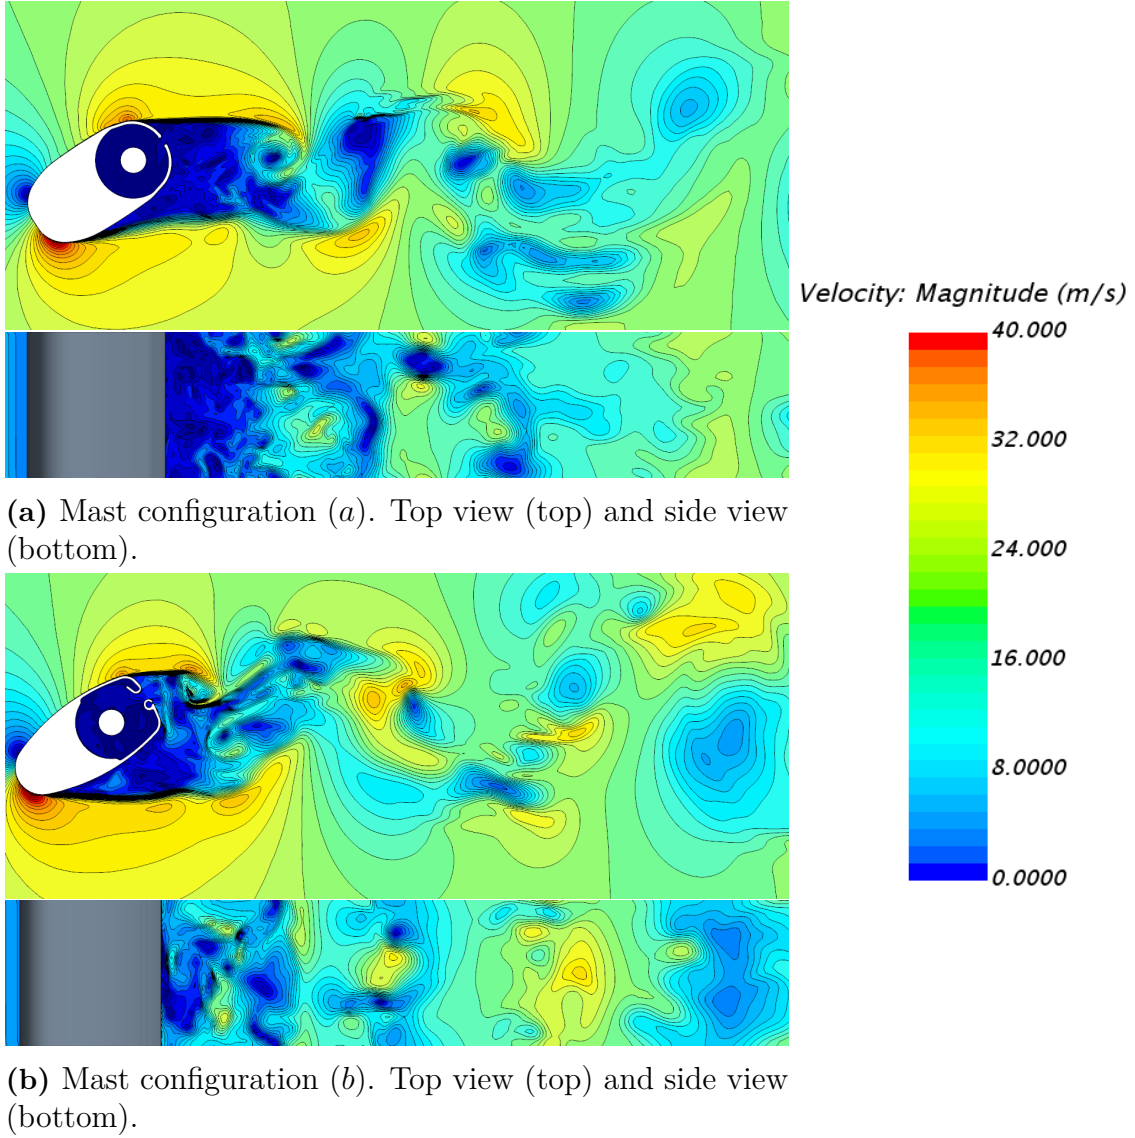 Velocity: Magnitude (m/s)
40.000
32.000
24.000
16.000
8.0000
0.0000
(a) Mast configuration (a). Top view (top) and side view
(bottom).
(b) Mast configuration (b). Top view (top) and side view
(bottom).